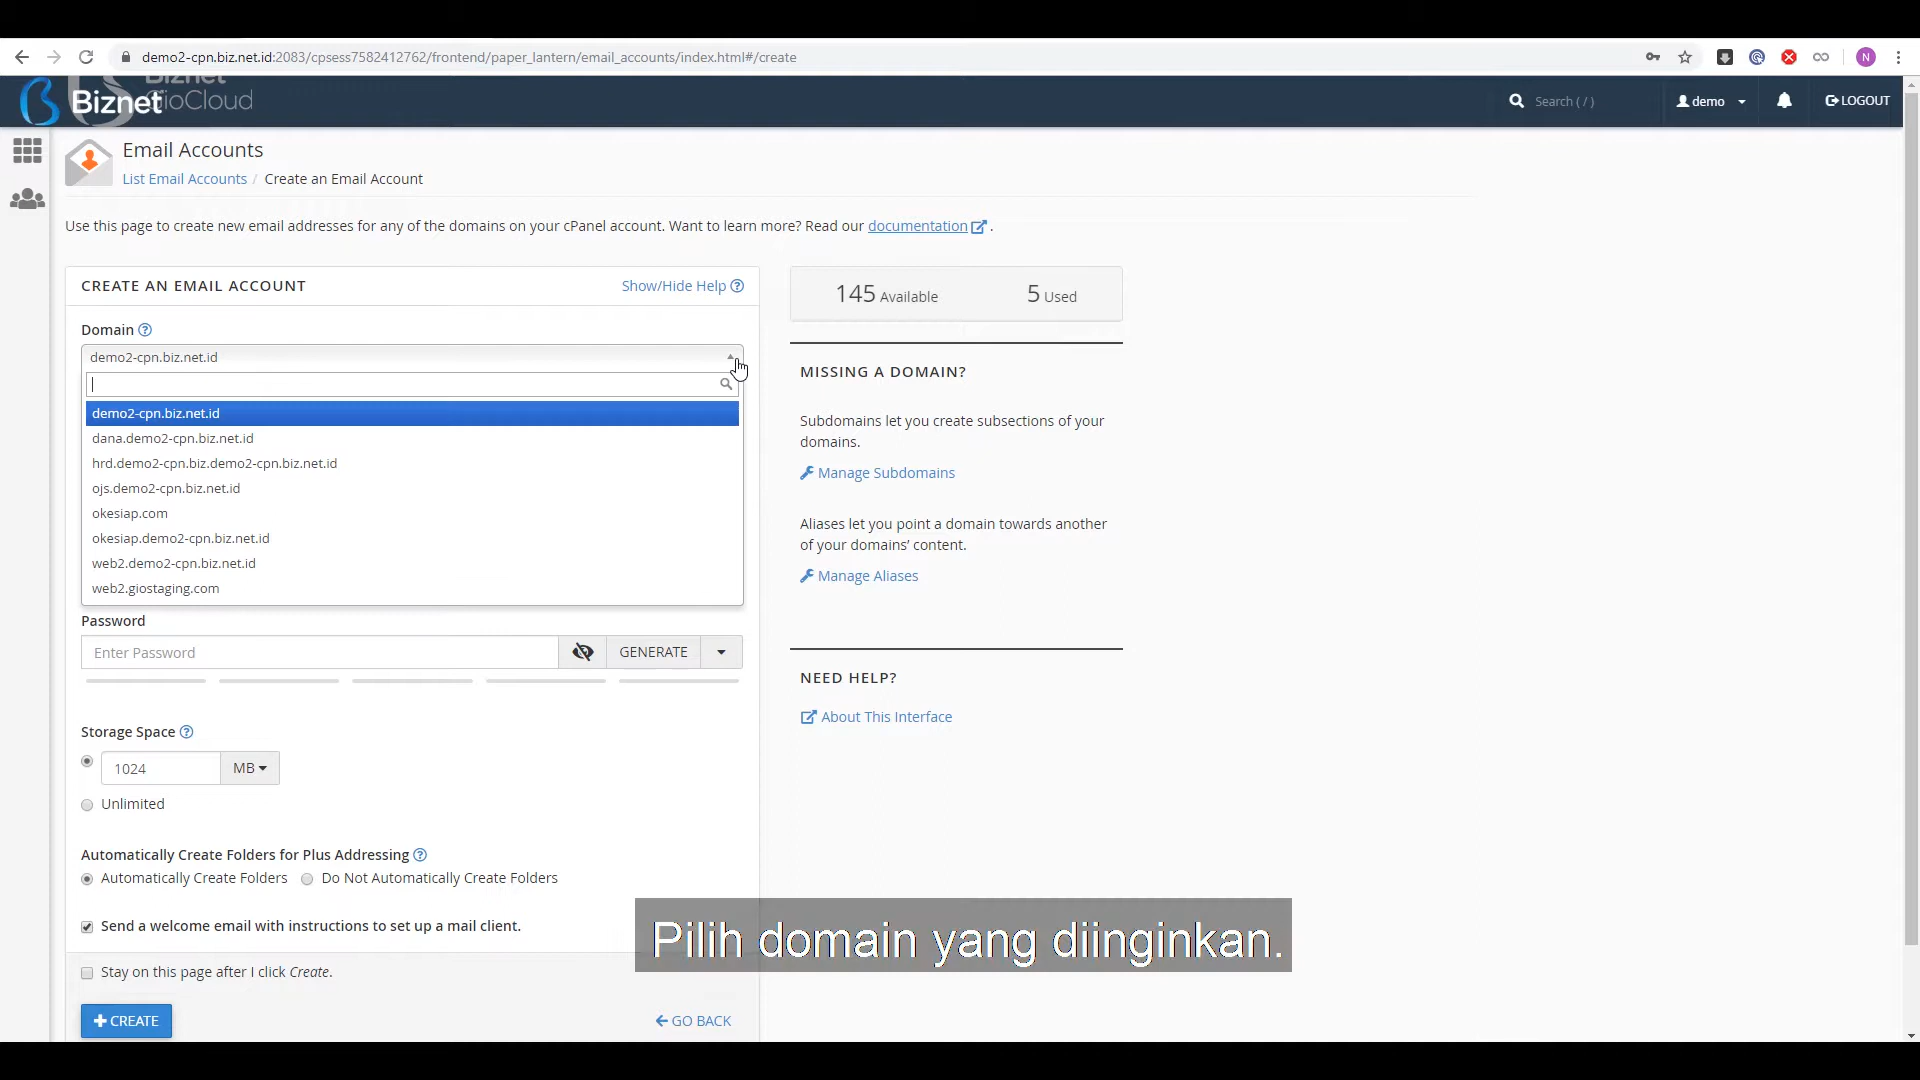 demo2-cpn.biz.net.id:2083/cpsess7582412762/frontend/paper_lantern/email_accounts/index.html#/create
N
Biznet
Biznet
GioCloud
Search ( / )
demo
LOGOUT
Email Accounts
List Email Accounts / Create an Email Account
Use this page to create new email addresses for any of the domains on your cPanel account. Want to learn more? Read our documentation .
CREATE AN EMAIL ACCOUNT
Show/Hide Help
Domain
demo2-cpn.biz.net.id
demo2-cpn.biz.net.id
dana.demo2-cpn.biz.net.id
hrd.demo2-cpn.biz.demo2-cpn.biz.net.id
ojs.demo2-cpn.biz.net.id
okesiap.com
okesiap.demo2-cpn.biz.net.id
web2.demo2-cpn.biz.net.id
web2.giostaging.com
Password
Enter Password
GENERATE
Storage Space
1024
MB
Unlimited
Automatically Create Folders for Plus Addressing
Automatically Create Folders
Do Not Automatically Create Folders
Send a welcome email with instructions to set up a mail client.
Stay on this page after I click Create.
CREATE
GO BACK
145 Available
5 Used
MISSING A DOMAIN?
Subdomains let you create subsections of your
domains.
Manage Subdomains
Aliases let you point a domain towards another
of your domains’ content.
Manage Aliases
NEED HELP?
About This Interface
Pilih domain yang diinginkan.